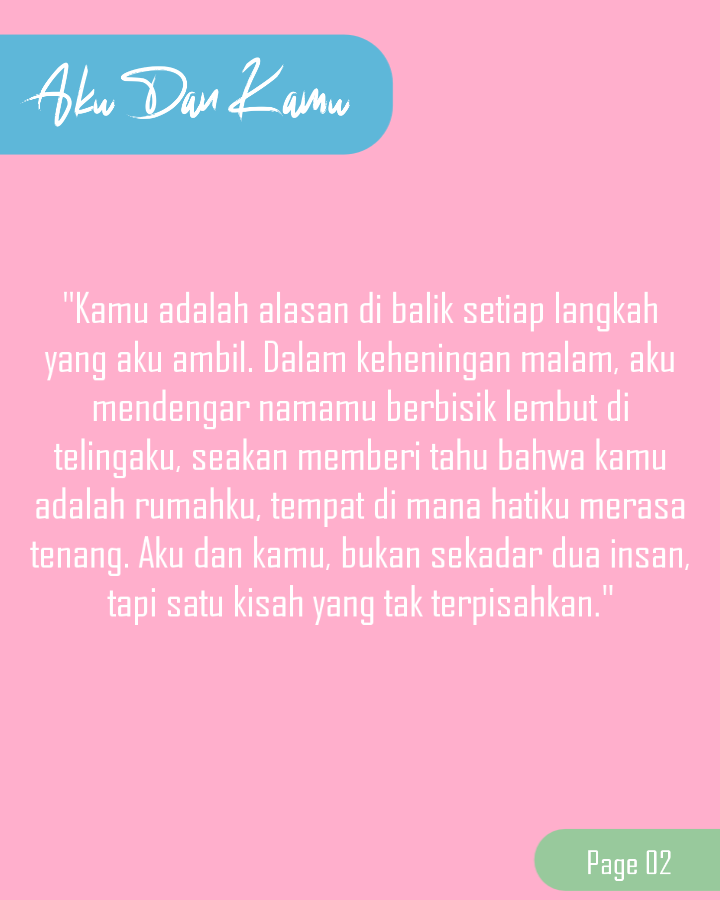 Aku Dan Kamu
"Kamu adalah alasan di balik setiap langkah
yang aku ambil. Dalam keheningan malam, aku
mendengar namamu berbisik lembut di
telingaku, seakan memberi tahu bahwa kamu
adalah rumahku, tempat di mana hatiku merasa
tenang. Aku dan kamu, bukan sekadar dua insan,
tapi satu kisah yang tak terpisahkan."
Page 02